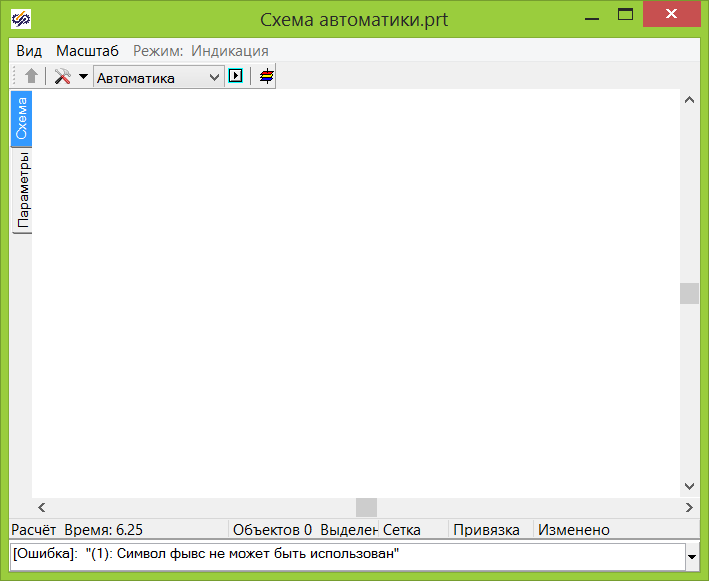 Схема автоматики.prt
Вид Масштаб Режим: Индикация
Автоматика
Схема
Параметры
Расчёт Время: 6.25 Объектов 0 Выделен Сетка Привязка Изменено
[Ошибка]: "(1): Символ фывс не может быть использован"